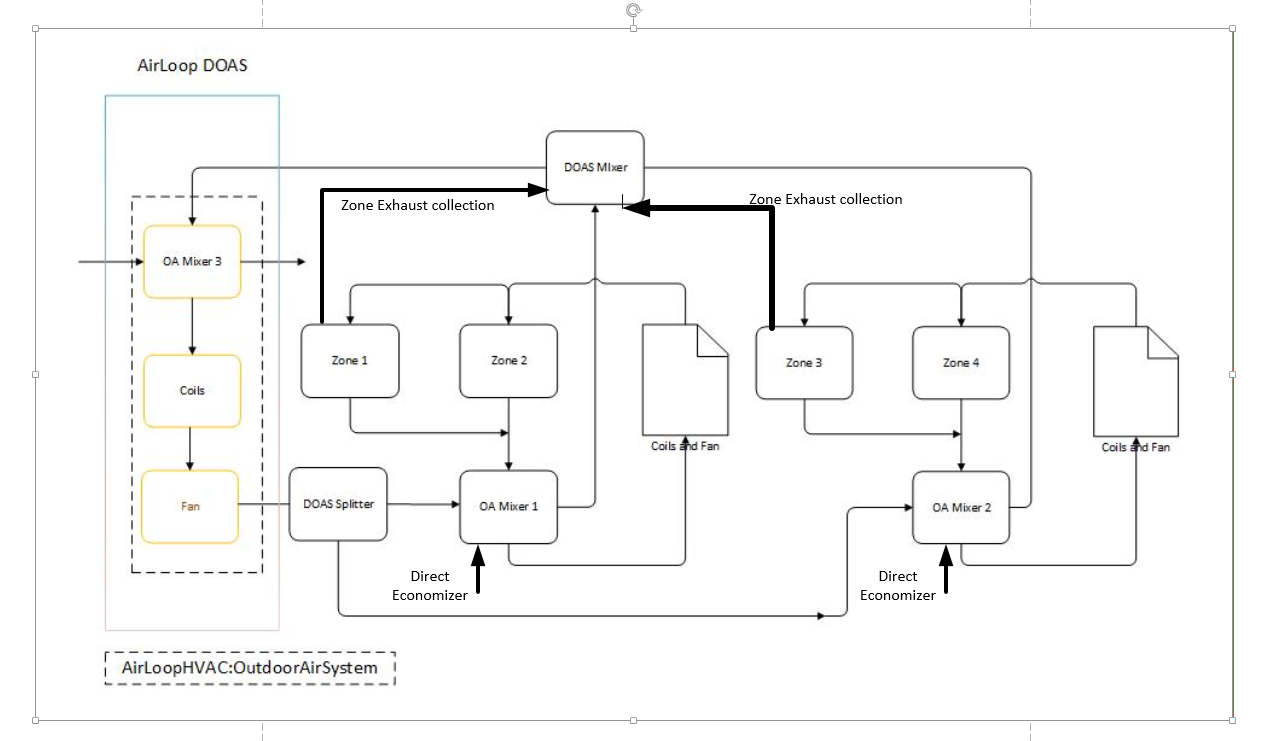 AirLoop DOAS
DOAS MIxer
Zone Exhaust collection
Zone Exhaust collection
OA Mixer 3
Zone 1
Zone 2
Zone 3
Zone 4
Coils
Coils and Fan
Coils and Fan
Fan
DOAS Splitter
OA Mixer 1
OA Mixer 2
Direct
Economizer
Direct
Economizer
AirLoopHVAC:OutdoorAirSystem